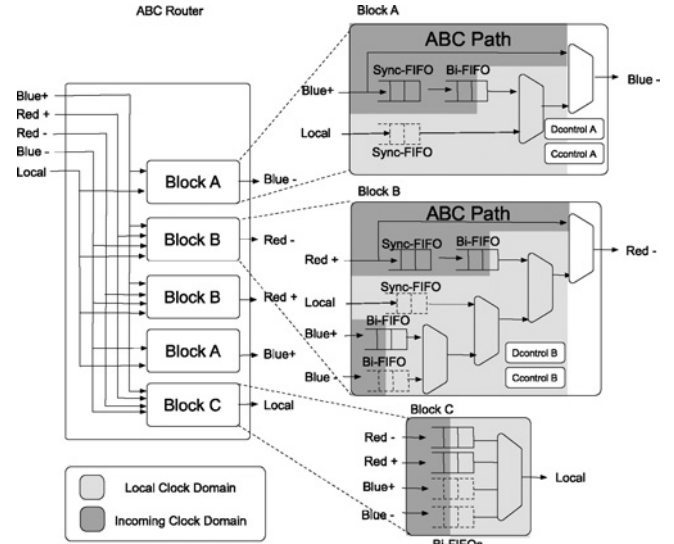 ABC Router
Blue+
Red +
Red -
Blue -
Local
Block A
Blue -
Block B
Red -
Block B
Red +
Block A
Blue+
Block C
Local
Local Clock Domain
Incoming Clock Domain
Block A
ABC Path
Sync-FIFO
Bi-FIFO
Blue+
Blue -
Local
Sync-FIFO
Dcontrol A
Ccontrol A
Block B
ABC Path
Sync-FIFO
Bi-FIFO
Red +
Red -
Local
Sync-FIFO
Blue+
Bi-FIFO
Bi-FIFO
Blue -
Dcontrol B
Ccontrol B
Block C
Red -
Red +
Blue+
Blue -
Local
Bi-FIFOs